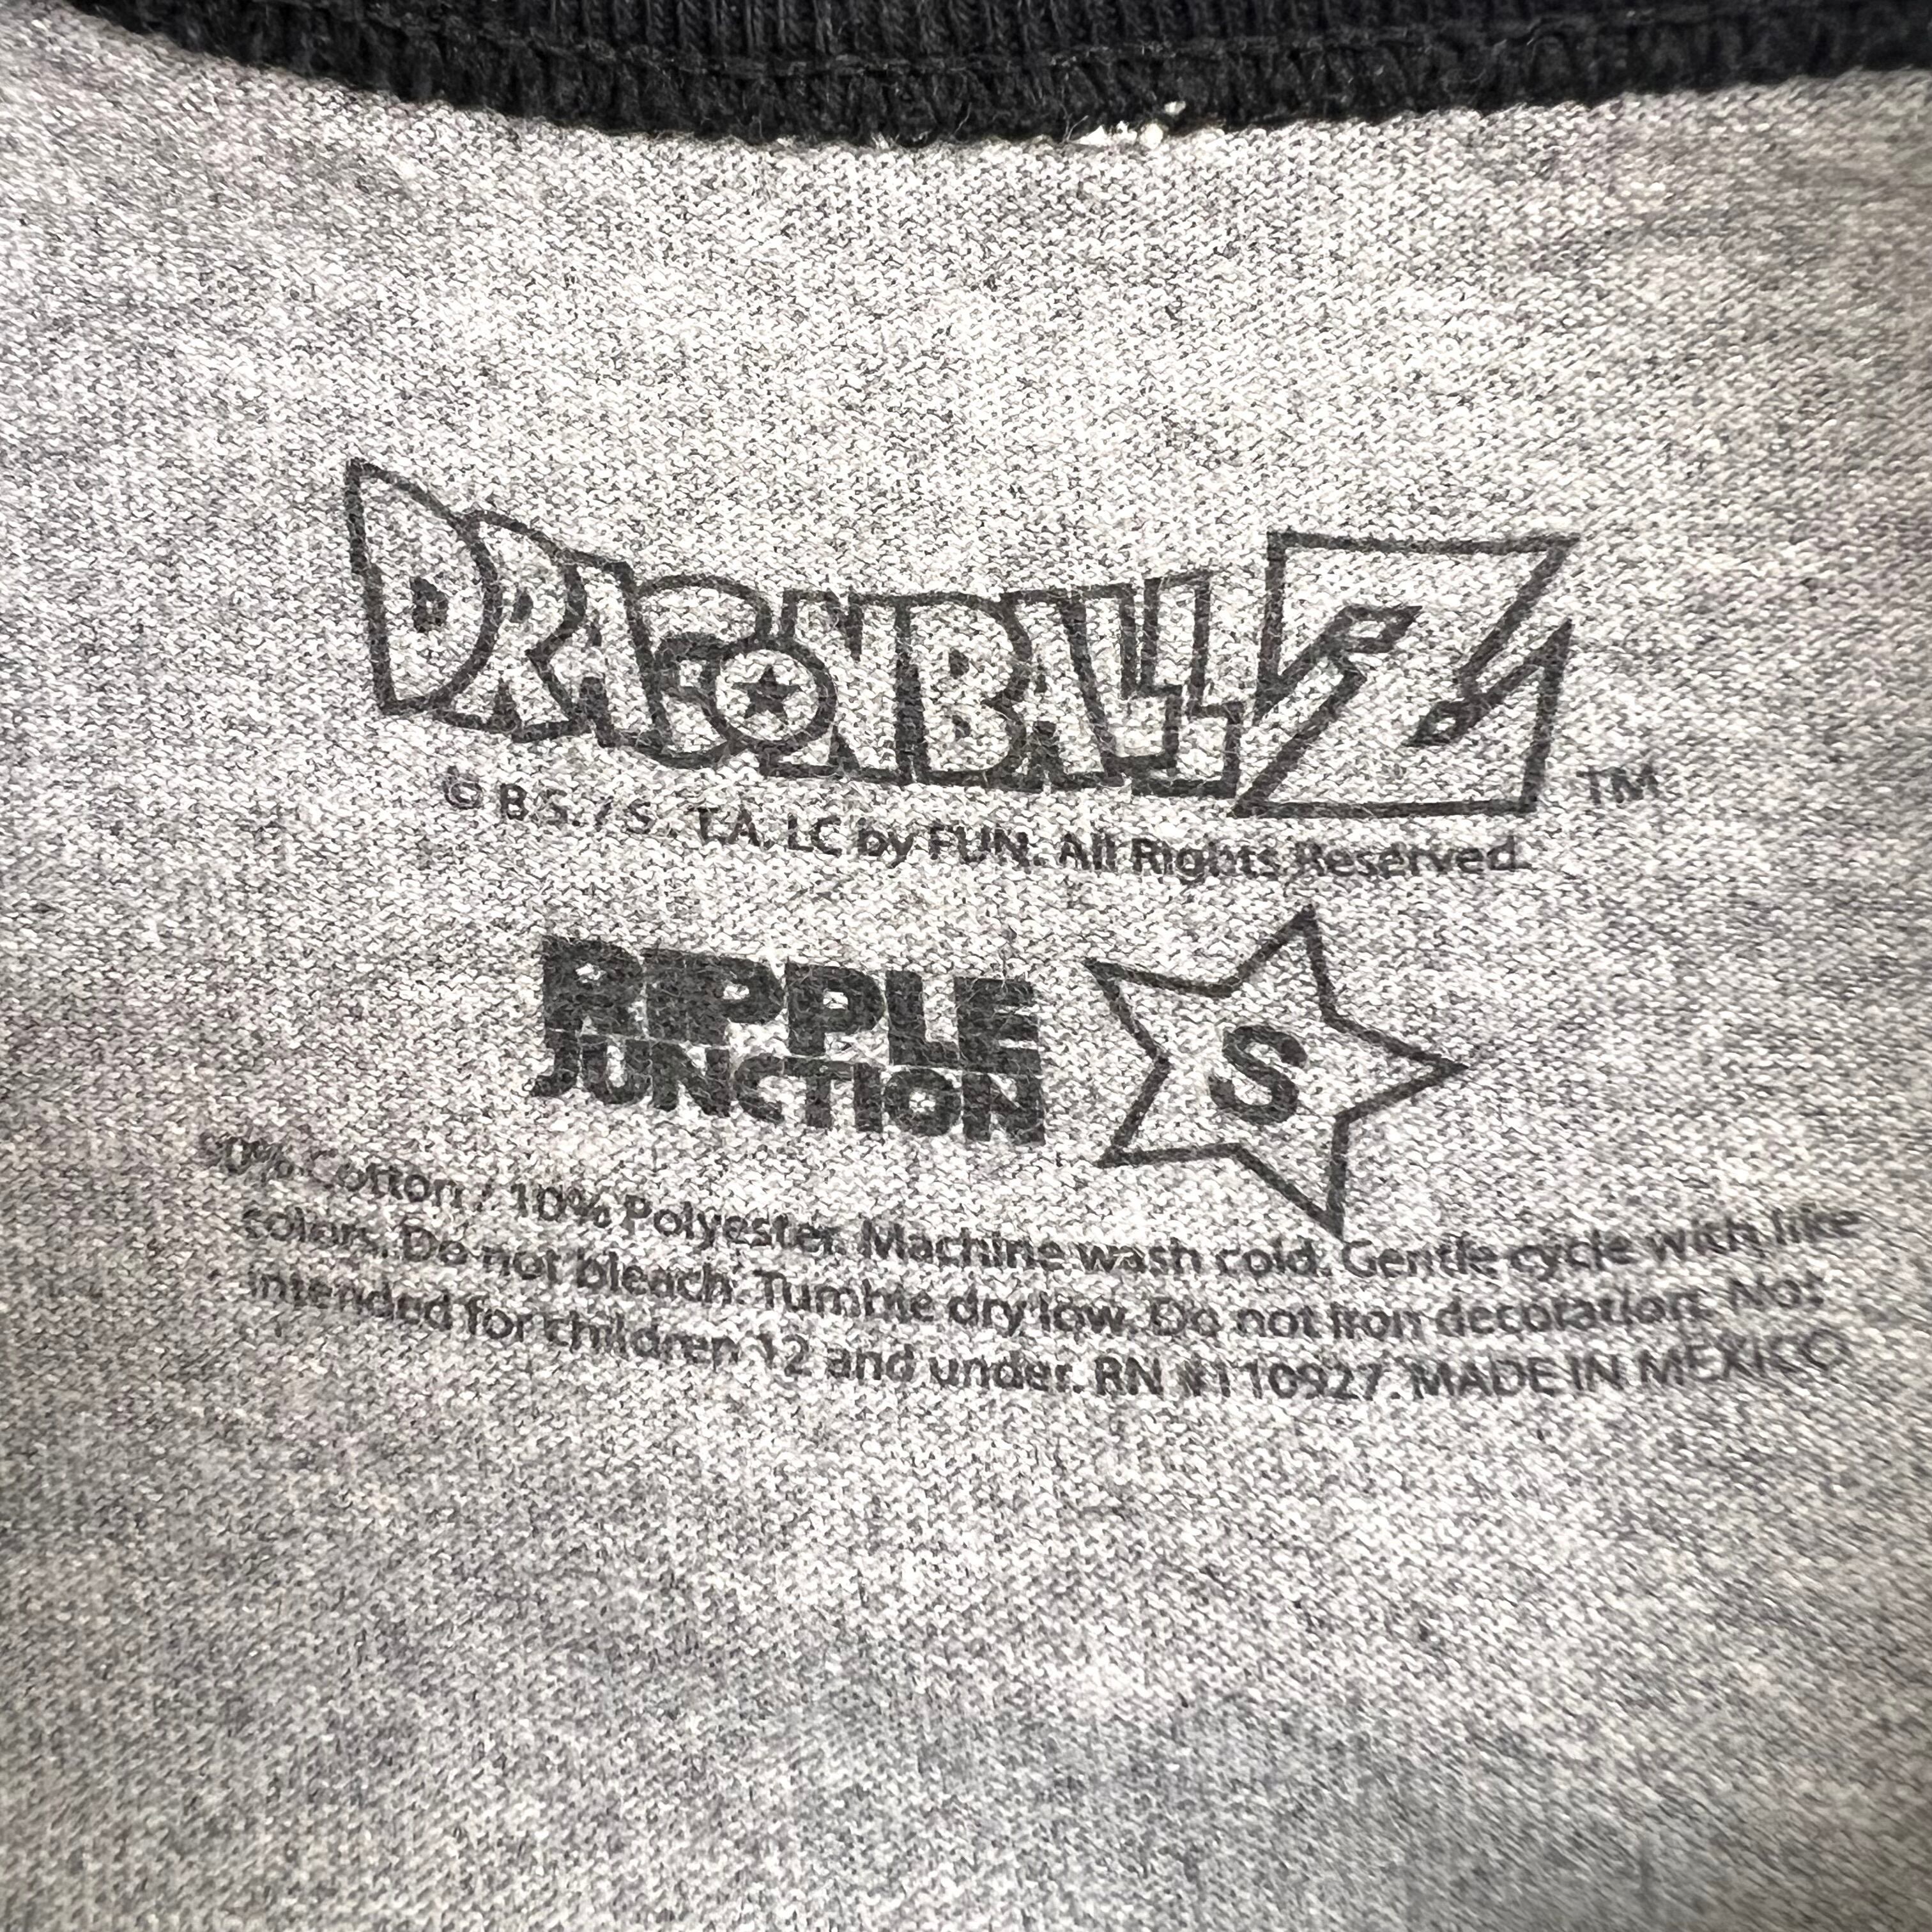 DRAGONBALL Z
TM
© B.S. / S., T.A. LC by FUN. All Rights Reserved.
RIPPLE
JUNCTION
S
0% Cotton / 10% Polyester. Machine wash cold. Gentle cycle with like
colors. Do not bleach. Tumble dry low. Do not iron decoration. Not
intended for children 12 and under. RN #110927. MADE IN MEXICO